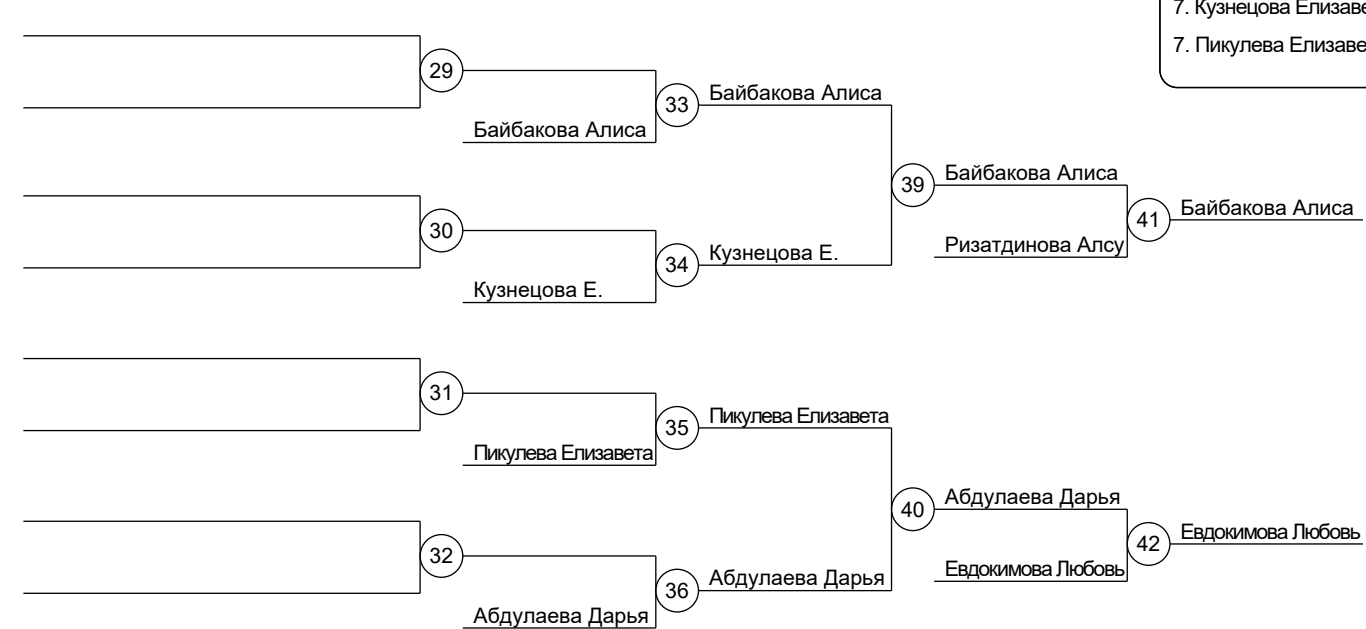 7. Кузнецова Елизаве
7. Пикулева Елизаве
29
33
Байбакова Алиса
Байбакова Алиса
39
Байбакова Алиса
41
Байбакова Алиса
30
34
Кузнецова Е.
Ризатдинова Алсу
Кузнецова Е.
31
35
Пикулева Елизавета
Пикулева Елизавета
40
Абдулаева Дарья
42
Евдокимова Любовь
32
36
Абдулаева Дарья
Евдокимова Любовь
Абдулаева Дарья